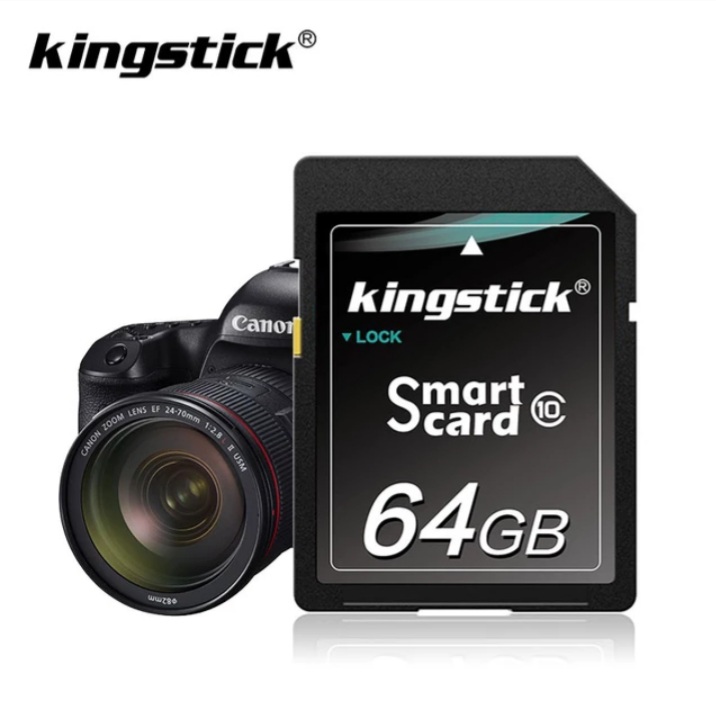 kingstick®
Canon
CANON ZOOM LENS EF 24-70mm 1:2.8 L II USM
ø82mm
kingstick®
▼ LOCK
Smart
card 10
64GB